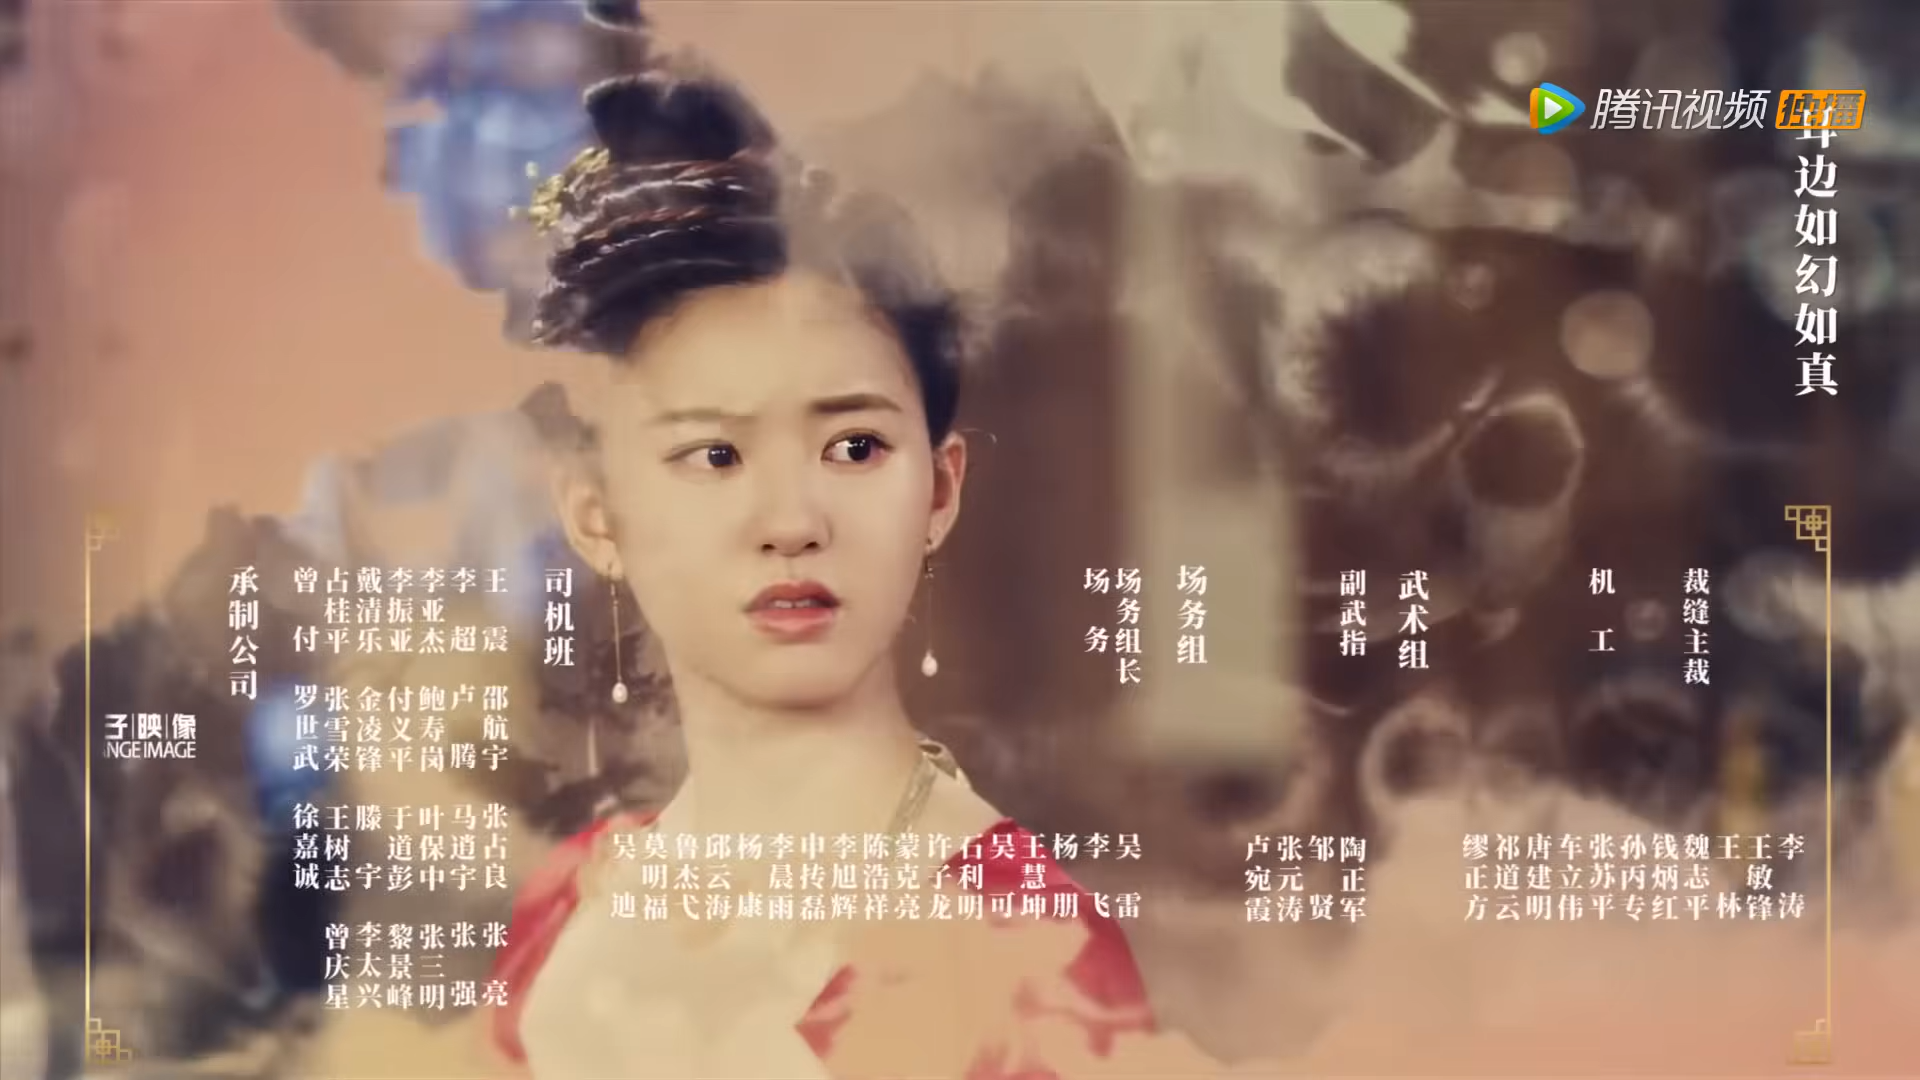 腾讯视频 独播
耳边如幻如真
裁缝主裁
机工
李涛
王敏锋
王林
魏志平
钱炳红
孙丙专
张苏平
车立伟
唐建明
祁道云
缪正方
武术组
副武指
陶正军
邹贤
张元涛
卢宛霞
场务组
场务组长
场务
吴雷
李飞
杨朋
王慧坤
吴可
石利明
许子龙
蒙克亮
陈浩祥
李旭辉
申抟磊
李晨雨
杨康
邱云海
鲁杰弋
莫明福
吴迪
司机班
王震
李超
李亚杰
李振亚
戴清乐
占桂平
曾付
邵航宇
卢腾
鲍寿岗
付义平
金凌锋
张雪荣
罗世武
张占良
马道宇
叶保中
于道彭
滕宇
王树志
徐嘉诚
张亮
张强
张三明
黎景峰
李太兴
曾庆星
承制公司
子|映|像
NGEIMAGE